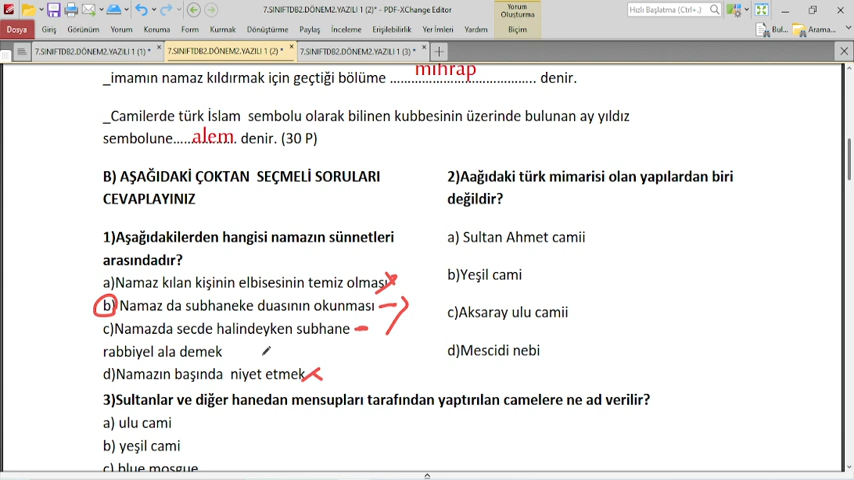 7.SINIFTDB2.DÖNEM2.YAZILI 1 (2)* - PDF-XChange Editor
Yorum Oluşturma
Hızlı Başlatma (Ctrl+.)
Dosya Giriş Görünüm Yorum Koruma Formlar Düzenle Dönüştürme Paylaş İnceleme Erişilebilirlik Yer İmleri Yardım Biçim Bul... Arama...
7.SINIFTDB2.DÖNEM2.YAZILI 1 (1) *
7.SINIFTDB2.DÖNEM2.YAZILI 1 (2) *
7.SINIFTDB2.DÖNEM2.YAZILI 1 (3) *
_imamın namaz kıldırmak için geçtiği bölüme ……mihrap…… denir.
_Camilerde türk İslam sembolu olarak bilinen kubbesinin üzerinde bulunan ay yıldız
sembolune……alem…… denir. (30 P)
B) AŞAĞIDAKİ ÇOKTAN SEÇMELİ SORULARI
CEVAPLAYINIZ
1)Aşağıdakilerden hangisi namazın sünnetleri
arasındadır?
a)Namaz kılan kişinin elbisesinin temiz olması
b) Namaz da subhaneke duasının okunması
c)Namazda secde halindeyken subhane
rabbiyel ala demek
d)Namazın başında niyet etmek
2)Aağıdaki türk mimarisi olan yapılardan biri
değildir?
a) Sultan Ahmet camii
b)Yeşil cami
c)Aksaray ulu camii
d)Mescidi nebi
3)Sultanlar ve diğer hanedan mensupları tarafından yaptırılan camelere ne ad verilir?
a) ulu cami
b) yeşil cami
c) blue mosque